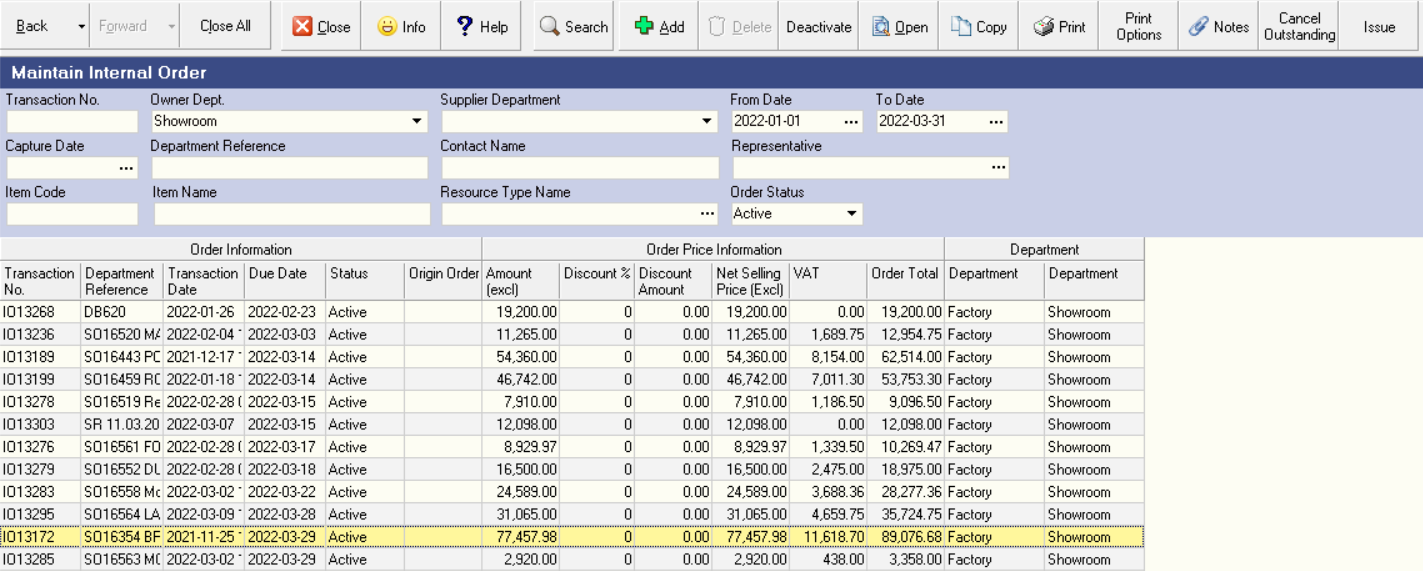 Back Forward Close All Close Info Help Search Add Delete Deactivate Open Copy Print Print Options Notes Cancel Outstanding Issue
Maintain Internal Order
Transaction No. Owner Dept. Supplier Department From Date To Date
Showroom 2022-01-01 ... 2022-03-31 ...
Capture Date Department Reference Contact Name Representative
... ...
Item Code Item Name Resource Type Name Order Status
... Active
Order Information Order Price Information Department
Transaction No. Department Reference Transaction Date Due Date Status Origin Order Amount (excl) Discount % Discount Amount Net Selling Price (Excl) VAT Order Total Department Department
IO13268 DB620 2022-01-26 2022-02-23 Active 19,200.00 0 0.00 19,200.00 0.00 19,200.00 Factory Showroom
IO13236 SO16520 MA 2022-02-04 2022-03-03 Active 11,265.00 0 0.00 11,265.00 1,689.75 12,954.75 Factory Showroom
IO13189 SO16443 PC 2021-12-17 2022-03-14 Active 54,360.00 0 0.00 54,360.00 8,154.00 62,514.00 Factory Showroom
IO13199 SO16459 RO 2022-01-18 2022-03-14 Active 46,742.00 0 0.00 46,742.00 7,011.30 53,753.30 Factory Showroom
IO13278 SO16519 Re 2022-02-28 2022-03-15 Active 7,910.00 0 0.00 7,910.00 1,186.50 9,096.50 Factory Showroom
IO13303 SR 11.03.20 2022-03-07 2022-03-15 Active 12,098.00 0 0.00 12,098.00 0.00 12,098.00 Factory Showroom
IO13276 SO16561 FO 2022-02-28 2022-03-17 Active 8,929.97 0 0.00 8,929.97 1,339.50 10,269.47 Factory Showroom
IO13279 SO16552 DU 2022-02-28 2022-03-18 Active 16,500.00 0 0.00 16,500.00 2,475.00 18,975.00 Factory Showroom
IO13283 SO16558 Mc 2022-03-02 2022-03-22 Active 24,589.00 0 0.00 24,589.00 3,688.36 28,277.36 Factory Showroom
IO13295 SO16564 LA 2022-03-09 2022-03-28 Active 31,065.00 0 0.00 31,065.00 4,659.75 35,724.75 Factory Showroom
IO13172 SO16354 BF 2021-11-25 2022-03-29 Active 77,457.98 0 0.00 77,457.98 11,618.70 89,076.68 Factory Showroom
IO13285 SO16563 MO 2022-03-02 2022-03-29 Active 2,920.00 0 0.00 2,920.00 438.00 3,358.00 Factory Showroom